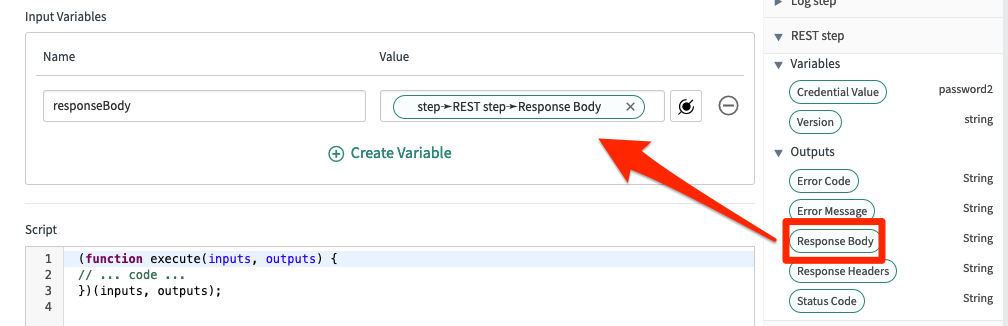 Input Variables
Name Value
responseBody step➛REST step➛Response Body ×
Create Variable
Script
1 (function execute(inputs, outputs) {
2 // ... code ...
3 })(inputs, outputs);
4
Log step
REST step
Variables
Credential Value password2
Version string
Outputs
Error Code String
Error Message String
Response Body String
Response Headers String
Status Code String